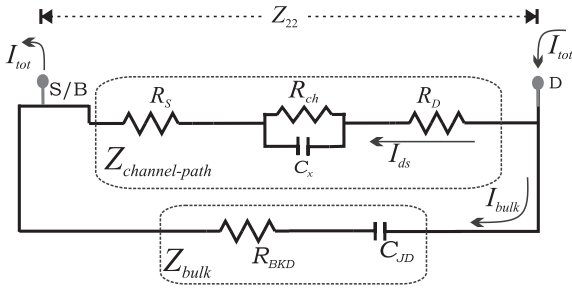 Z22
Itot
Itot
S/B
D
RS
Rch
RD
Cx
Ids
Zchannel-path
Ibulk
RBKD
CJD
Zbulk